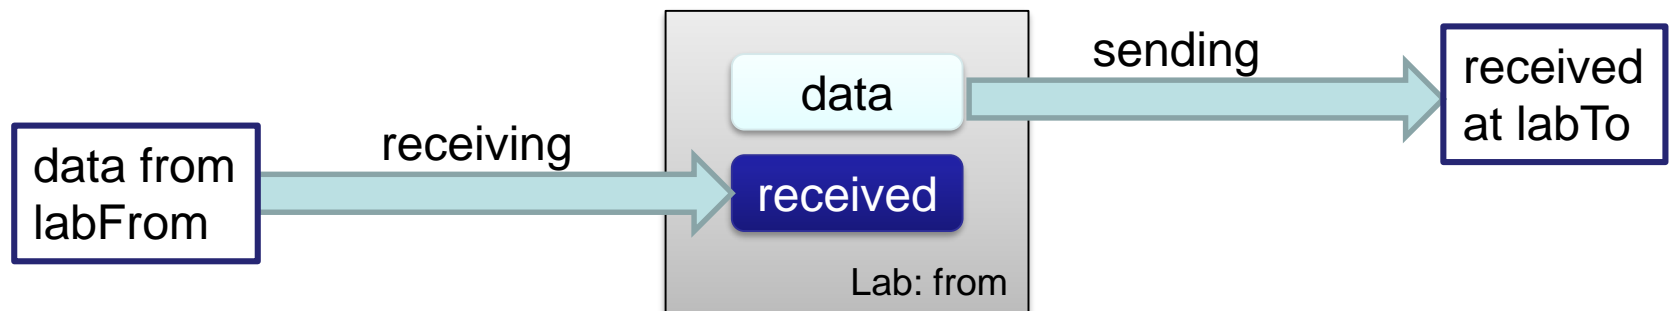 data from
labFrom
receiving
data
received
Lab: from
sending
received
at labTo